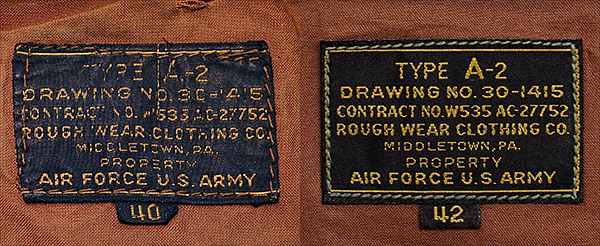 TYPE A-2
DRAWING NO. 30-1415
CONTRACT NO. W535 AC-27752
ROUGH WEAR CLOTHING CO.
MIDDLETOWN, PA.
PROPERTY
AIR FORCE U.S. ARMY
40
TYPE A-2
DRAWING NO. 30-1415
CONTRACT NO. W535 AC-27752
ROUGH WEAR CLOTHING CO.
MIDDLETOWN, PA.
PROPERTY
AIR FORCE U.S. ARMY
42